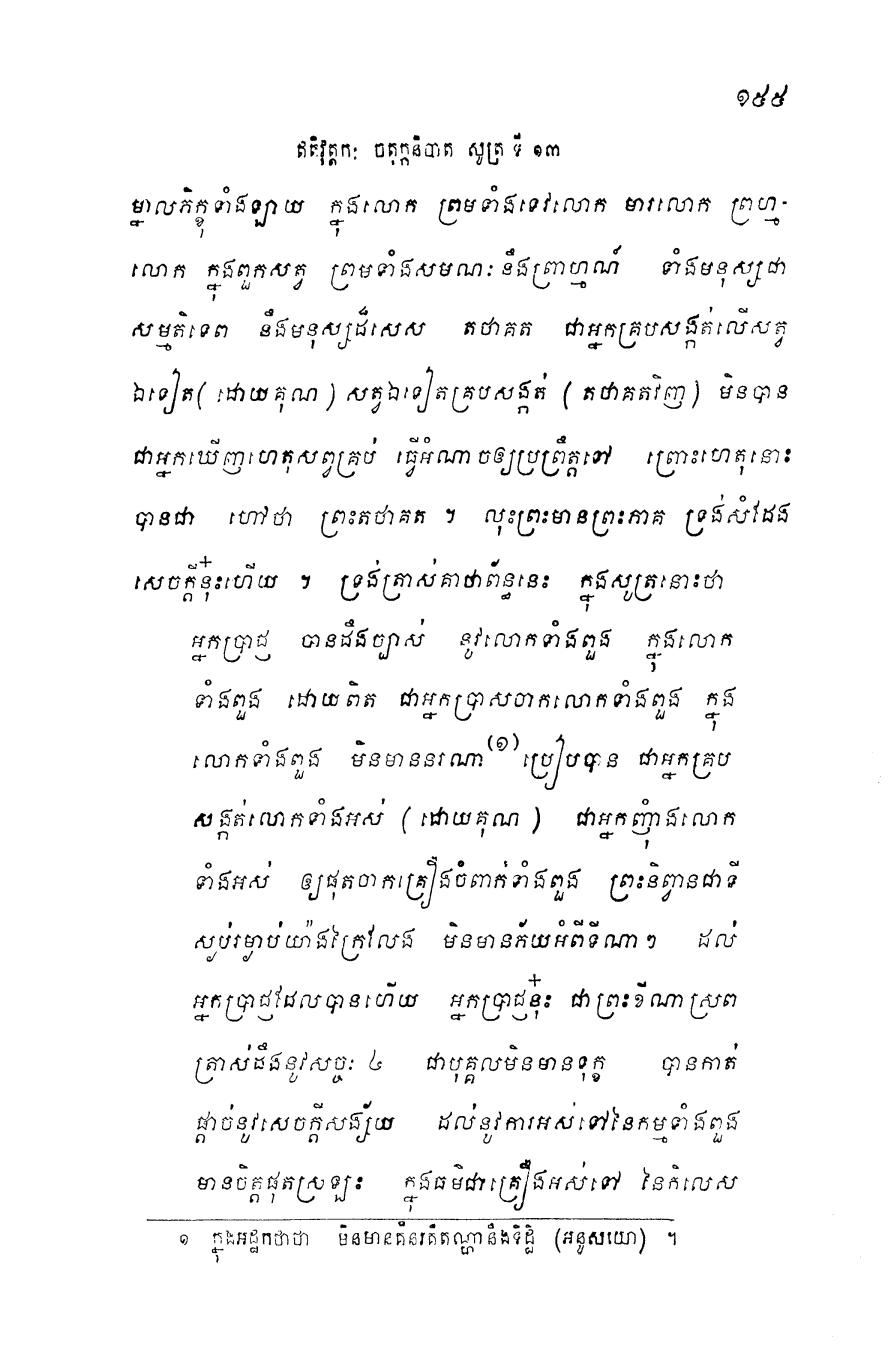 ១៥៥
ឥតិវុត្តកៈ ចតុក្កនិបាត សូត្រ ទី ១៣
ម្នាលភិក្ខុទាំងឡាយ ក្នុងលោក ព្រមទាំងទេវលោក មារលោក ព្រហ្ម-
លោក ក្នុងពួកសត្វ ព្រមទាំងសមណៈនឹងព្រាហ្មណ៍ ទាំងមនុស្សជា
សម្មតិទេព នឹងមនុស្សដ៏សេស តថាគត ជាអ្នកគ្របសង្កត់លើសត្វ
ឯទៀត (ដោយគុណ) សត្វឯទៀតគ្របសង្កត់ (តថាគតវិញ) មិនបាន
ជាអ្នកឃើញហេតុសព្វគ្រប់ ធ្វើអំណាចឲ្យប្រព្រឹត្តទៅ ព្រោះហេតុនោះ
បានជា ហៅថា ព្រះតថាគត ។ លុះព្រះមានព្រះភាគ ទ្រង់សំដែង
សេចក្តីនុ៎ះហើយ ។ ទ្រង់ត្រាស់គាថាព័ន្ធនេះ ក្នុងសូត្រនោះថា
អ្នកប្រាជ្ញ បានដឹងច្បាស់ នូវលោកទាំងពួង ក្នុងលោក
ទាំងពួង ដោយពិត ជាអ្នកប្រាសចាកលោកទាំងពួង ក្នុង
លោកទាំងពួង មិនមាននរណា(១)ប្រៀបបាន ជាអ្នកគ្រប
សង្កត់លោកទាំងអស់ (ដោយគុណ) ជាអ្នកញុំាងលោក
ទាំងអស់ ឲ្យផុតចាកគ្រឿងចំពាក់ទាំងពួង ព្រះនិព្វានជាទី
ស្ងប់រម្ងាប់យ៉ាងក្រៃលែង មិនមានភ័យអំពីទីណាៗ ដល់
អ្នកប្រាជ្ញដែលបានហើយ អ្នកប្រាជ្ញនុ៎ះ ជាព្រះខីណាស្រព
ត្រាស់ដឹងនូវសច្ចៈ ៤ ជាបុគ្គលមិនមានទុក្ខ បានកាត់
ផ្តាច់នូវសេចក្តីសង្ស័យ ដល់នូវការអស់ទៅនៃកម្មទាំងពួង
មានចិត្តផុតស្រឡះ ក្នុងធម៌ជាគ្រឿងអស់ទៅ នៃកិលេស
១ ក្នុងអដ្ឋកថាថា មិនមានគំនរគឺតណ្ហានឹងទិដ្ឋិ (អនូសយោ) ។